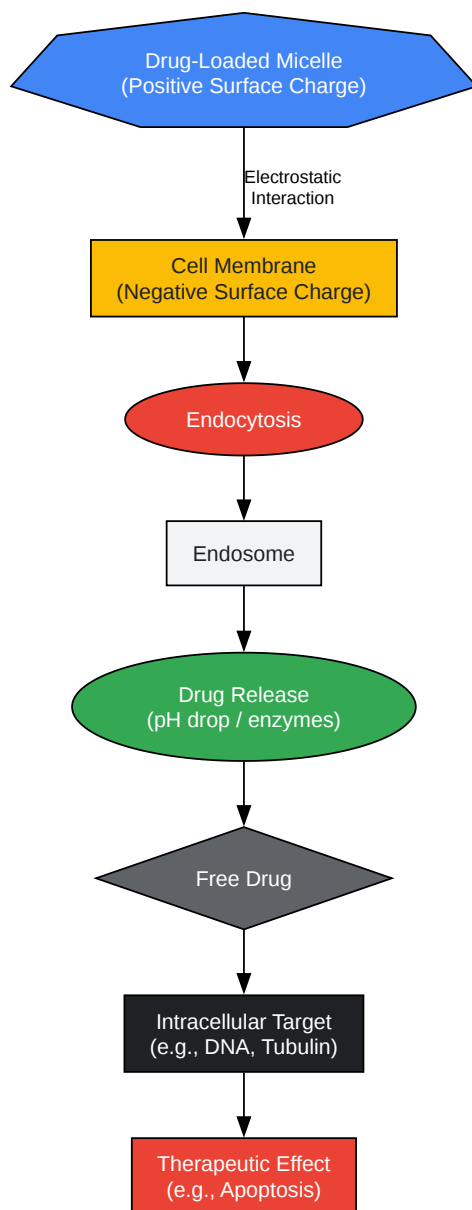 Drug-Loaded Micelle
(Positive Surface Charge)
Electrostatic
Interaction
Cell Membrane
(Negative Surface Charge)
Endocytosis
Endosome
Drug Release
(pH drop / enzymes)
Free Drug
Intracellular Target
(e.g., DNA, Tubulin)
Therapeutic Effect
(e.g., Apoptosis)